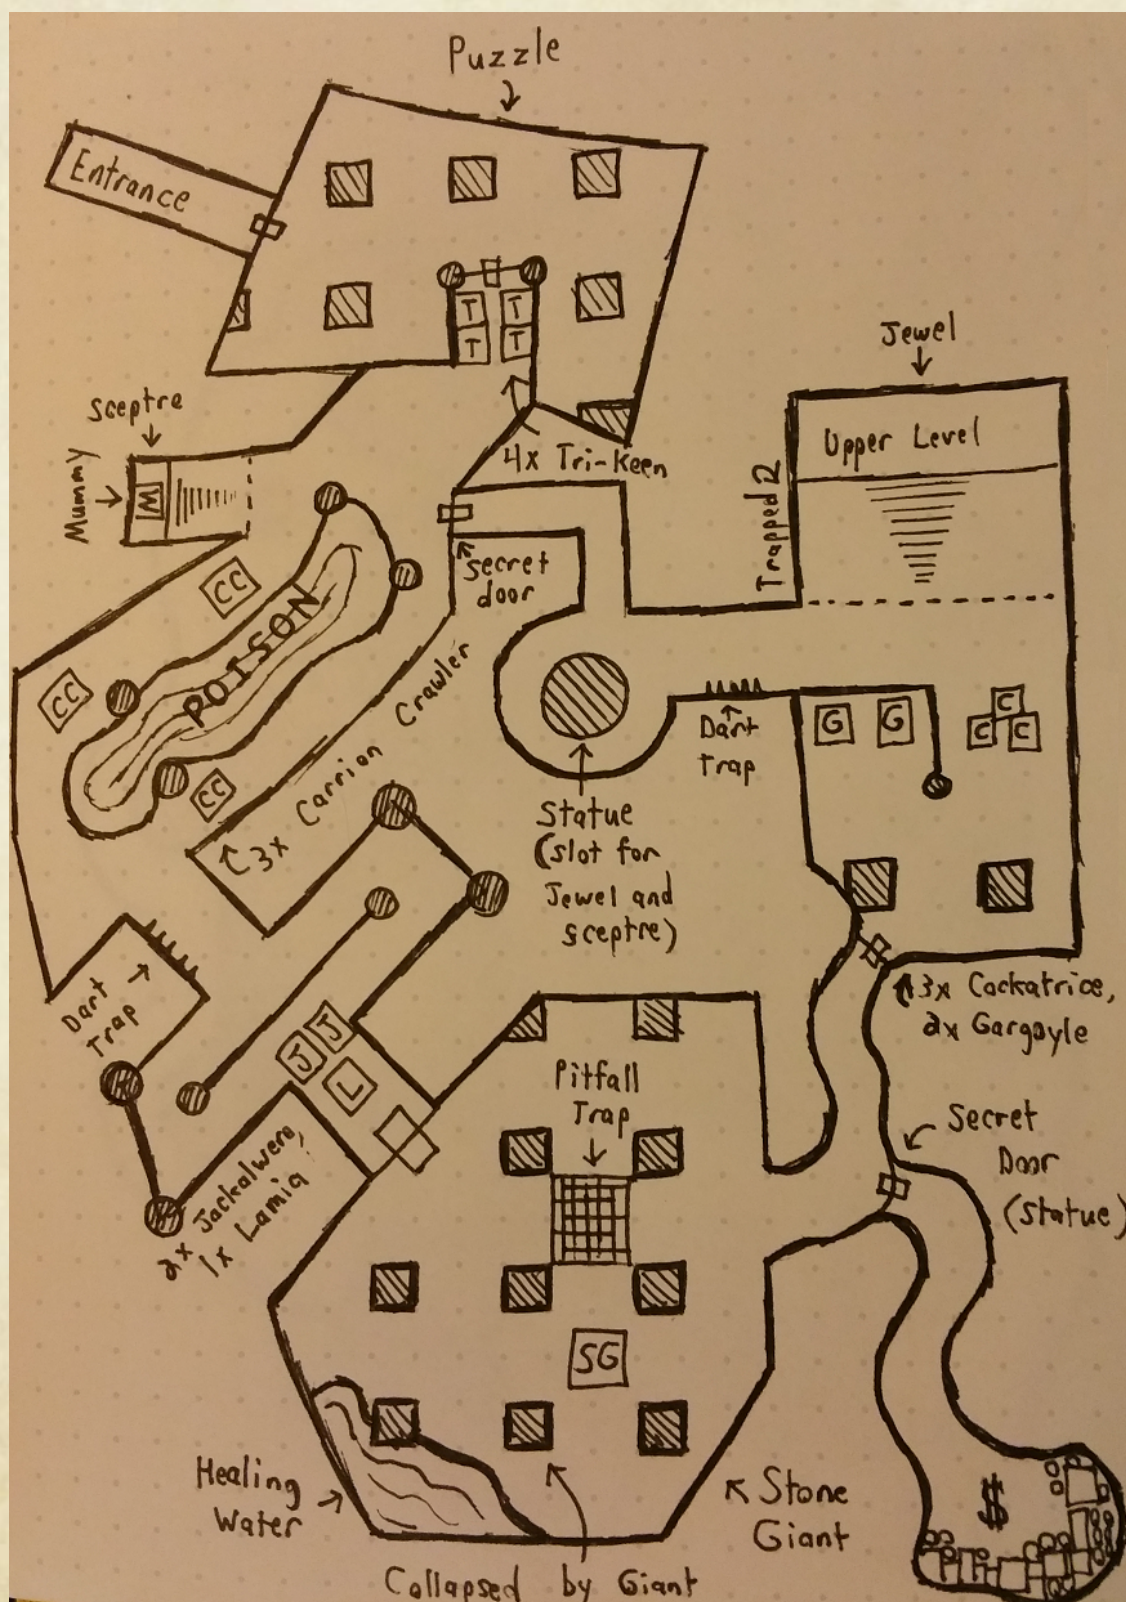 Puzzle
Entrance
T T
T T
Jewel
Sceptre
4x Tri-Keen
Upper Level
Mummy
M
Trapped
Secret
door
CC
POISON
CC
CC
3x Carrion Crawler
Dart
Trap
G G
C
C C
Statue
(slot for
Jewel and
Sceptre)
Dart
Trap
3x Cockatrice,
2x Gargoyle
J J
L
Pitfall
Trap
Secret
Door
(Statue)
2x Jackalwere,
1x Lamia
SG
Healing
Water
Stone
Giant
$
Collapsed by Giant